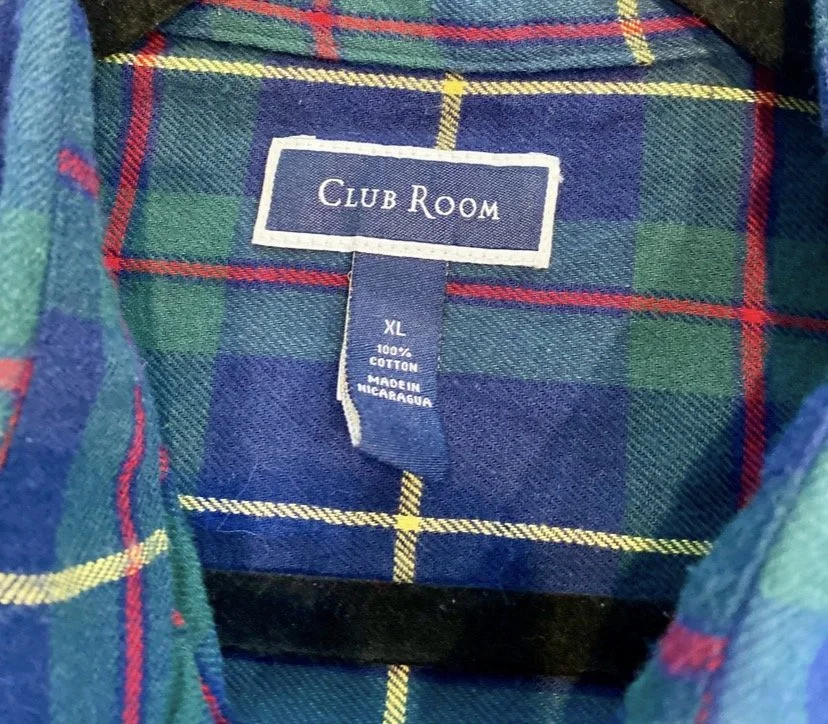 CLUB ROOM
XL
100%
COTTON
MADE IN
NICARAGUA